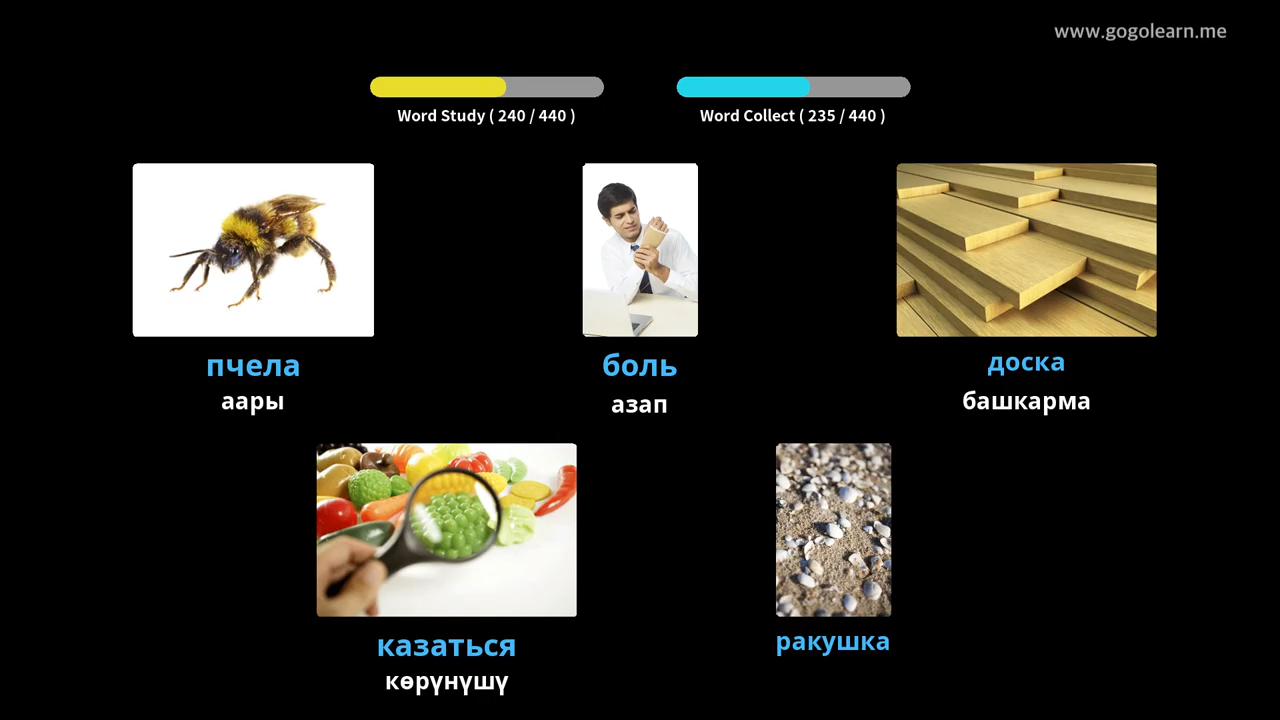 www.gogolearn.me
Word Study ( 240 / 440 )
Word Collect ( 235 / 440 )
пчела
аары
боль
азап
доска
башкарма
казаться
көрүнүшү
ракушка